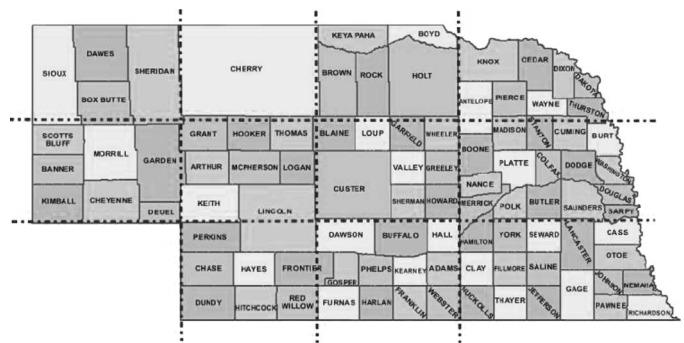 KEYA PAHA
BOYD
SIOUX
DAWES
SHERIDAN
CHERRY
BROWN
ROCK
HOLT
KNOX
CEDAR
DIXON
DAKOTA
BOX BUTTE
ANTELOPE
PIERCE
WAYNE
THURSTON
SCOTTS
BLUFF
MORRILL
GARDEN
GRANT
HOOKER
THOMAS
BLAINE
LOUP
GARFIELD
WHEELER
BOONE
MADISON
STANTON
CUMING
BURT
BANNER
ARTHUR
MCPHERSON
LOGAN
CUSTER
VALLEY
GREELEY
PLATTE
COLFAX
DODGE
WASHINGTON
NANCE
KIMBALL
CHEYENNE
DEUEL
KEITH
LINCOLN
SHERMAN
HOWARD
MERRICK
POLK
BUTLER
SAUNDERS
DOUGLAS
SARPY
PERKINS
DAWSON
BUFFALO
HALL
HAMILTON
YORK
SEWARD
LANCASTER
CASS
OTOE
CHASE
HAYES
FRONTIER
GOSPER
PHELPS
KEARNEY
ADAMS
CLAY
FILLMORE
SALINE
JOHNSON
NEMAHA
DUNDY
HITCHCOCK
RED
WILLOW
FURNAS
HARLAN
FRANKLIN
WEBSTER
NUCKOLLS
THAYER
JEFFERSON
GAGE
PAWNEE
RICHARDSON